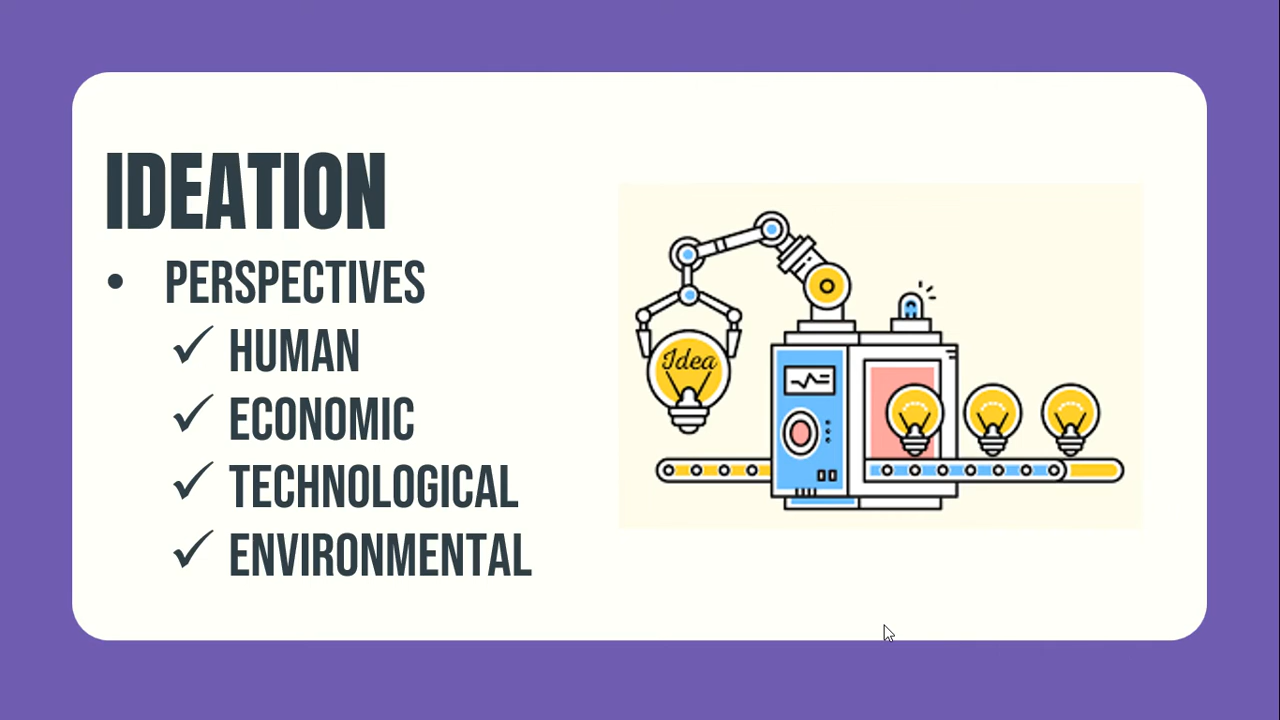 IDEATION
• PERSPECTIVES
✓ HUMAN
✓ ECONOMIC
✓ TECHNOLOGICAL
✓ ENVIRONMENTAL
Idea